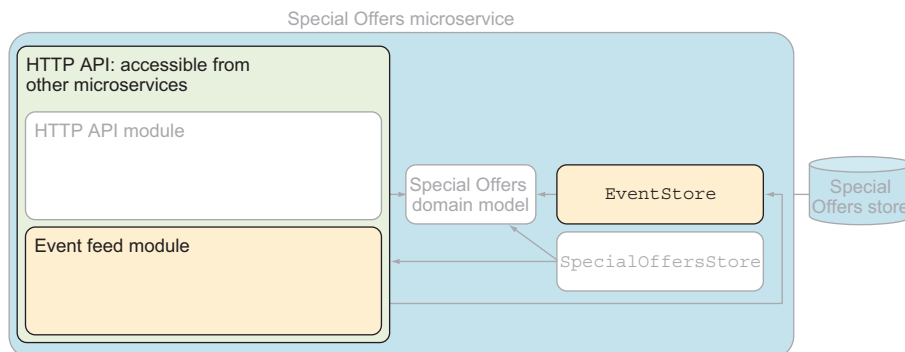 Special Offers microservice
HTTP API: accessible from
other microservices
HTTP API module
Event feed module
Special Offers
domain model
EventStore
SpecialOffersStore
Special
Offers store